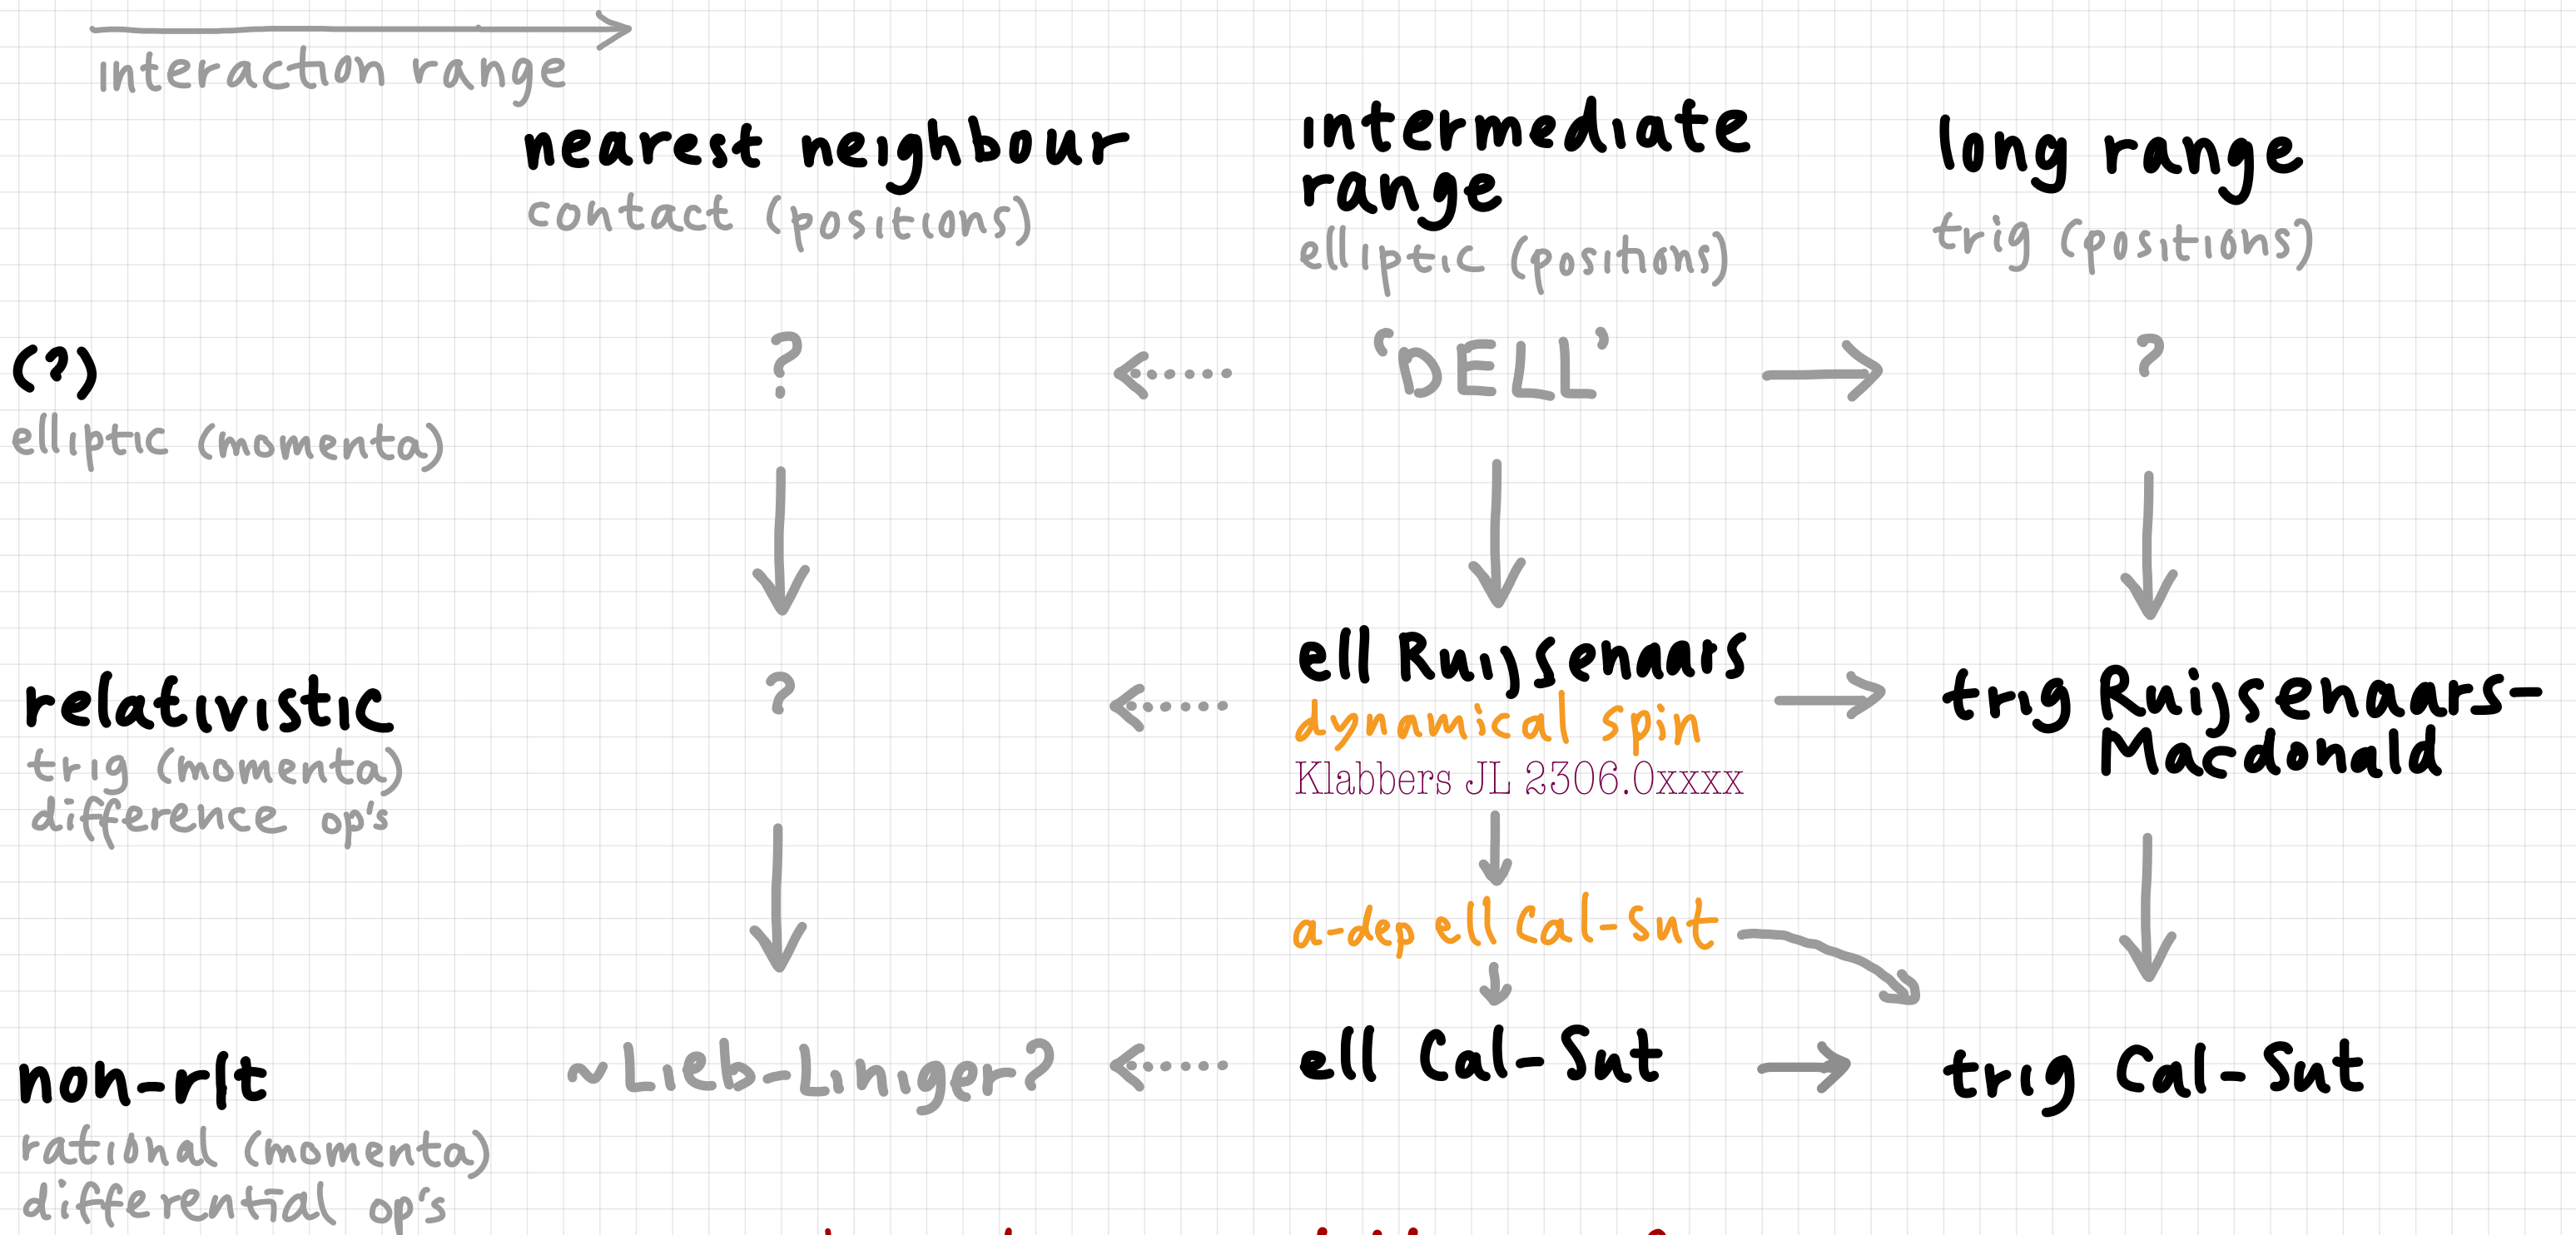 interaction range
nearest neighbour
contact (positions)
intermediate
range
elliptic (positions)
long range
trig (positions)
(?)
elliptic (momenta)
?
'DELL'
?
relativistic
trig (momenta)
difference op's
?
ell Ruijsenaars
dynamical spin
Klabbers JL 2306.0xxxx
trig Ruijsenaars-
Macdonald
a-dep ell Cal-Sut
non-rlt
rational (momenta)
differential op's
~Lieb-Liniger?
ell Cal-Sut
trig Cal-Sut